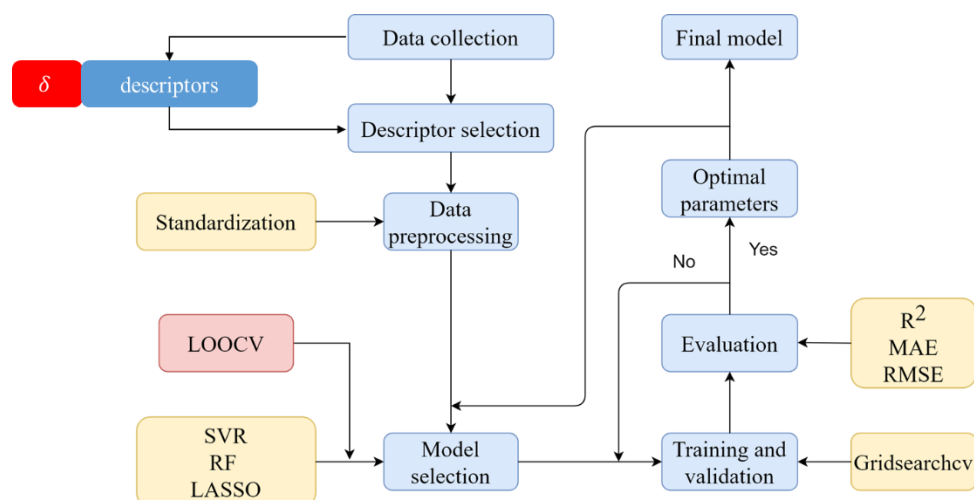 Data collection
Final model
δ
descriptors
Descriptor selection
Optimal
parameters
Standardization
Data
preprocessing
No
Yes
LOOCV
Evaluation
R²
MAE
RMSE
SVR
RF
LASSO
Model
selection
Training and
validation
Gridsearchcv